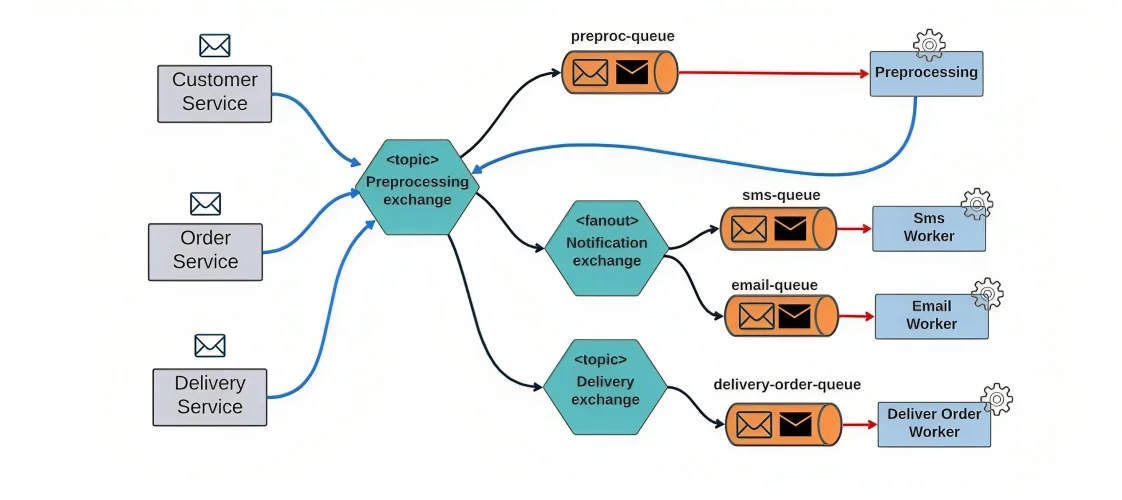 preproc-queue
Customer
Service
Preprocessing
<topic>
Preprocessing
exchange
sms-queue
Order
Service
<fanout>
Notification
exchange
Sms
Worker
email-queue
Email
Worker
Delivery
Service
<topic>
Delivery
exchange
delivery-order-queue
Deliver Order
Worker